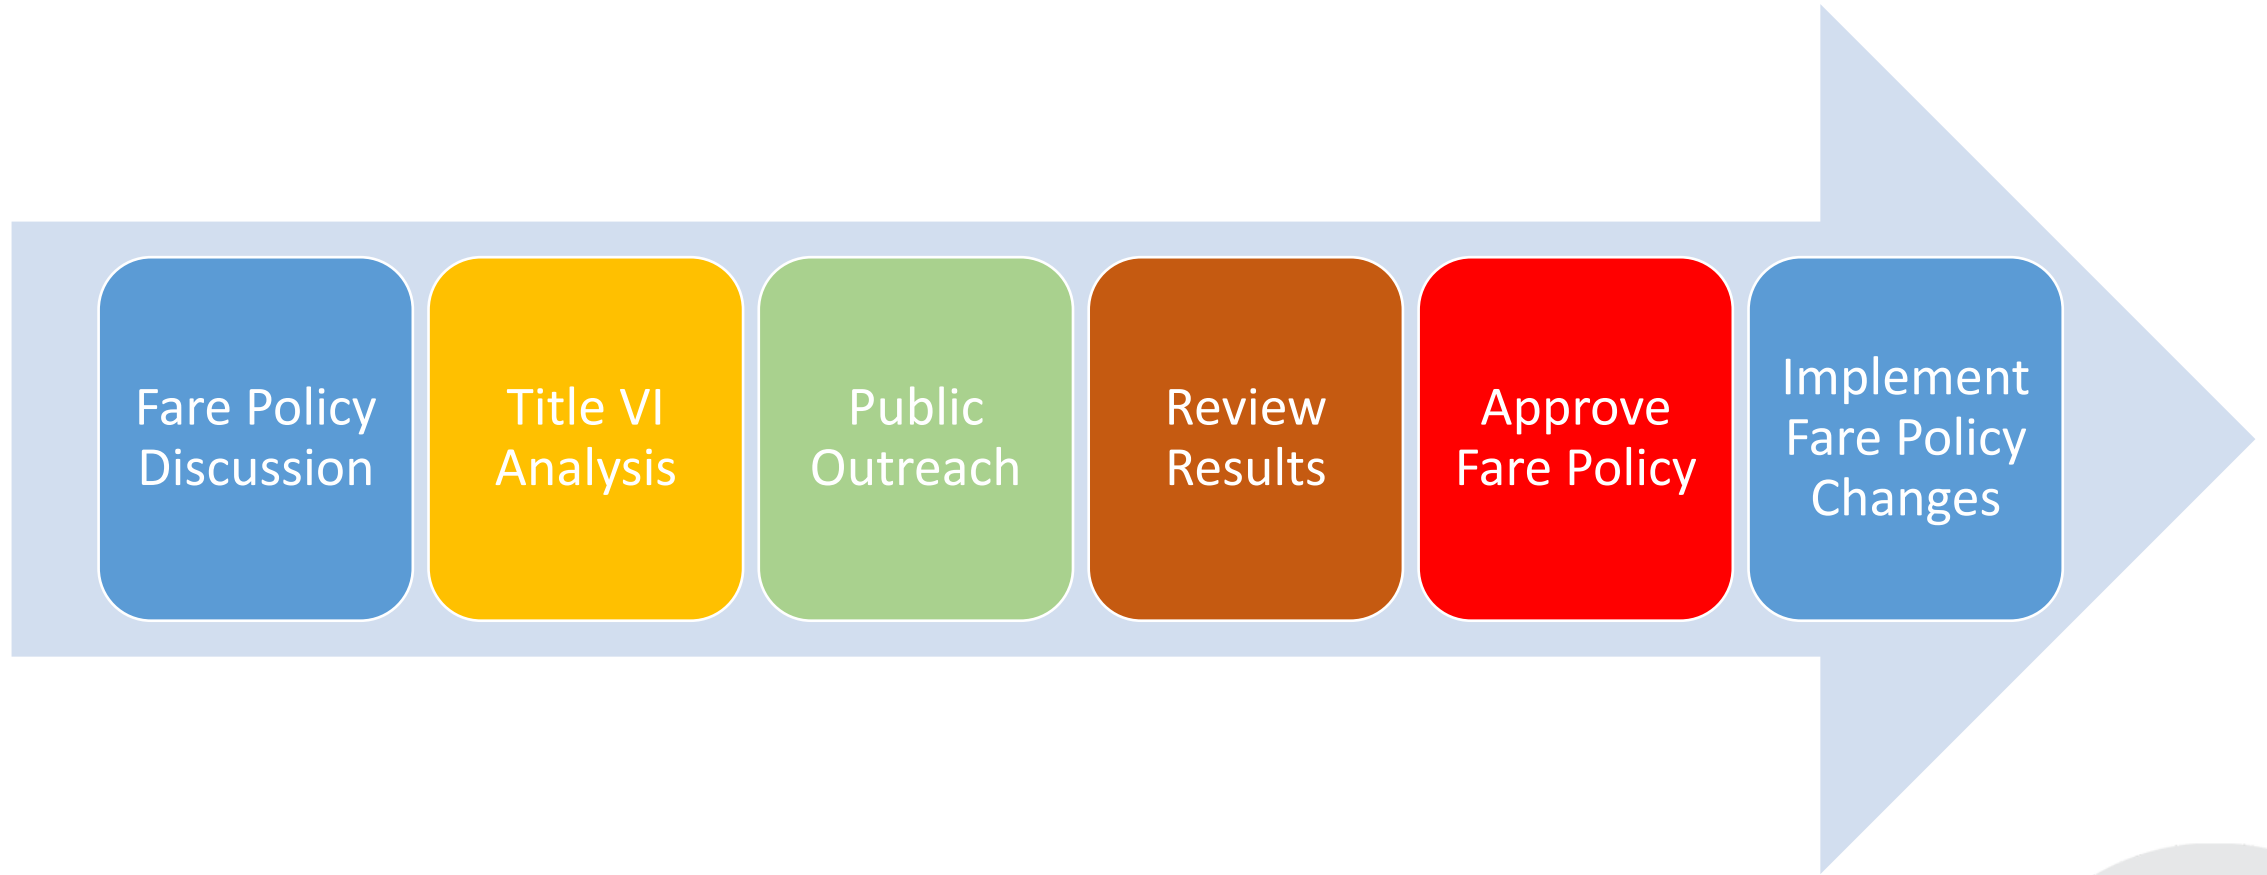 Fare Policy
Discussion
Title VI
Analysis
Public
Outreach
Review
Results
Approve
Fare Policy
Implement
Fare Policy
Changes